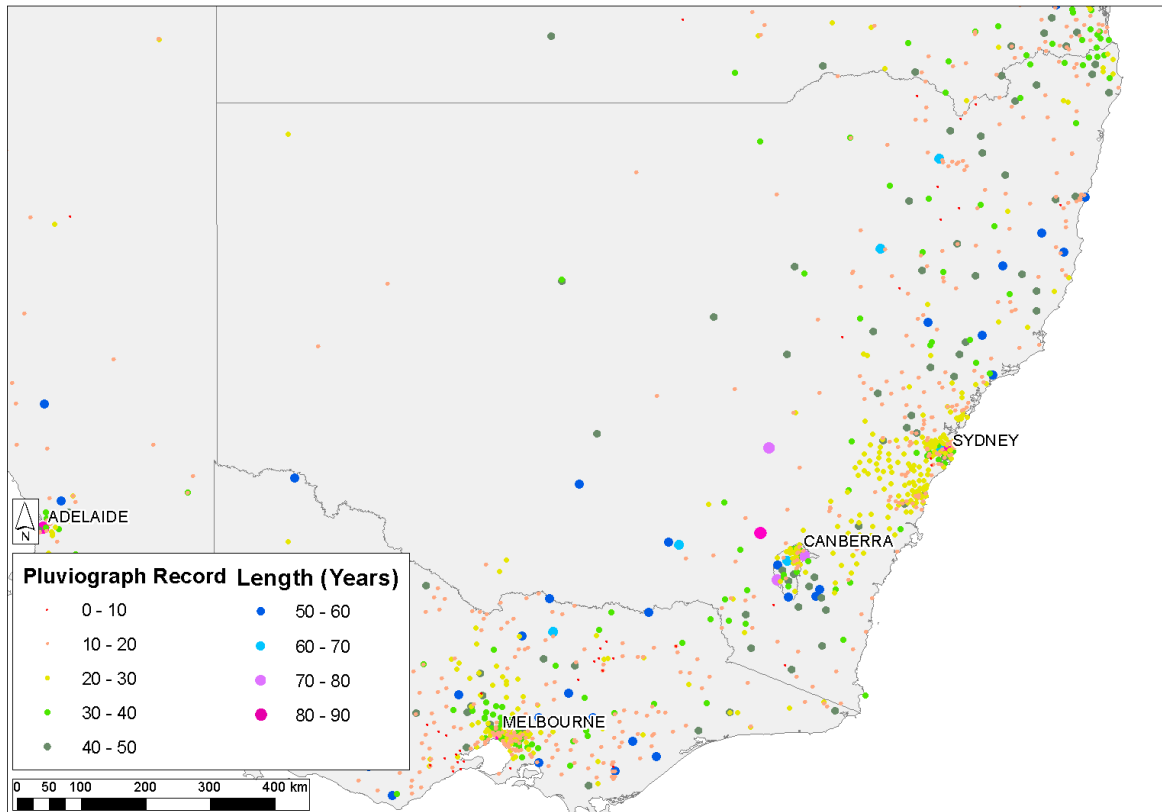 SYDNEY
ADELAIDE
N
CANBERRA
MELBOURNE
Pluviograph Record Length (Years)
0 - 10
10 - 20
20 - 30
30 - 40
40 - 50
50 - 60
60 - 70
70 - 80
80 - 90
0 50 100 200 300 400 km